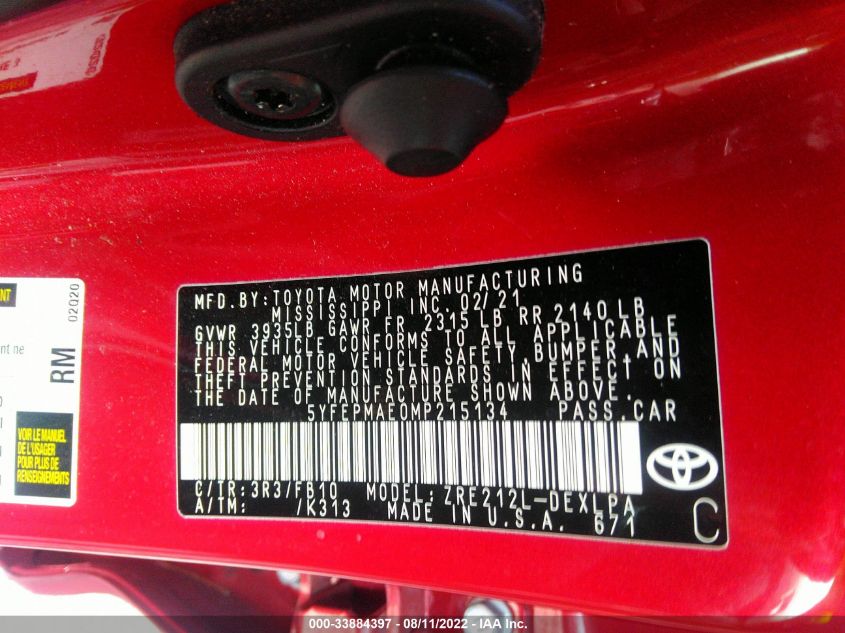 MFD. BY: TOYOTA MOTOR MANUFACTURING
MISSISSIPPI INC. 02/21
GVWR 3935LB GAWR FR 2315 LB RR 2140 LB
THIS VEHICLE CONFORMS TO ALL APPLICABLE
FEDERAL MOTOR VEHICLE SAFETY, BUMPER, AND
THEFT PREVENTION STANDARDS IN EFFECT ON
THE DATE OF MANUFACTURE SHOWN ABOVE.
5YFEPMAE0MP215134 PASS. CAR
C/TR: 3R3/FB10 MODEL: ZRE212L-DEXLPA
A/TM: /K313 MADE IN U.S.A. 671
C
RM
02020
VOIR LE MANUEL
DE L'USAGER
POUR PLUS DE
RENSEIGNEMENTS
000-33884397 - 08/11/2022 - IAA Inc.